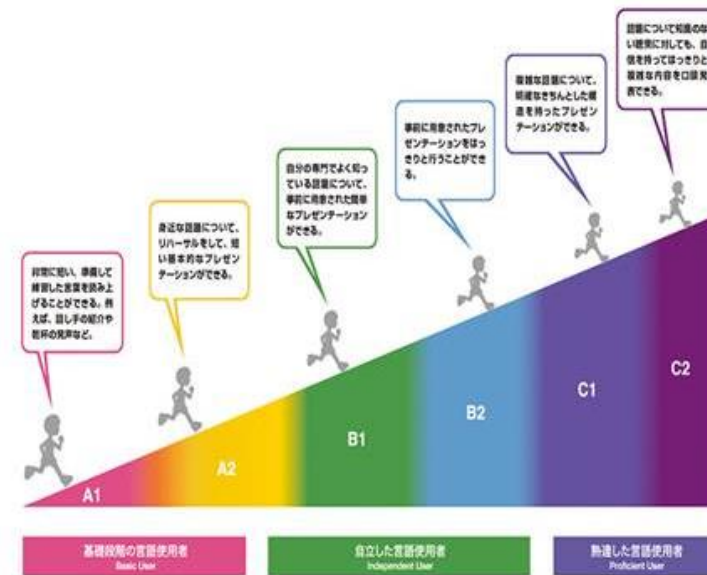 非常に短い、準備して
練習した言葉を読み上
げることができる。例
えば、話し手の紹介や
乾杯の発声など。
身近な話題について、
リハーサルをして、短
い基本的なプレゼン
テーションができる。
自分の専門でよく知っ
ている話題について、
事前に用意された簡単
なプレゼンテーション
ができる。
事前に用意されたプレ
ゼンテーションをはっ
きりと行うことができ
る。
複雑な話題について、
明確なきちんとした構
造を持ったプレゼン
テーションができる。
話題について知識のな
い聴衆に対しても、自
信を持ってはっきりと
複雑な内容を口頭発
表できる。
A1
A2
B1
B2
C1
C2
基礎段階の言語使用者
Basic User
自立した言語使用者
Independent User
熟達した言語使用者
Proficient User